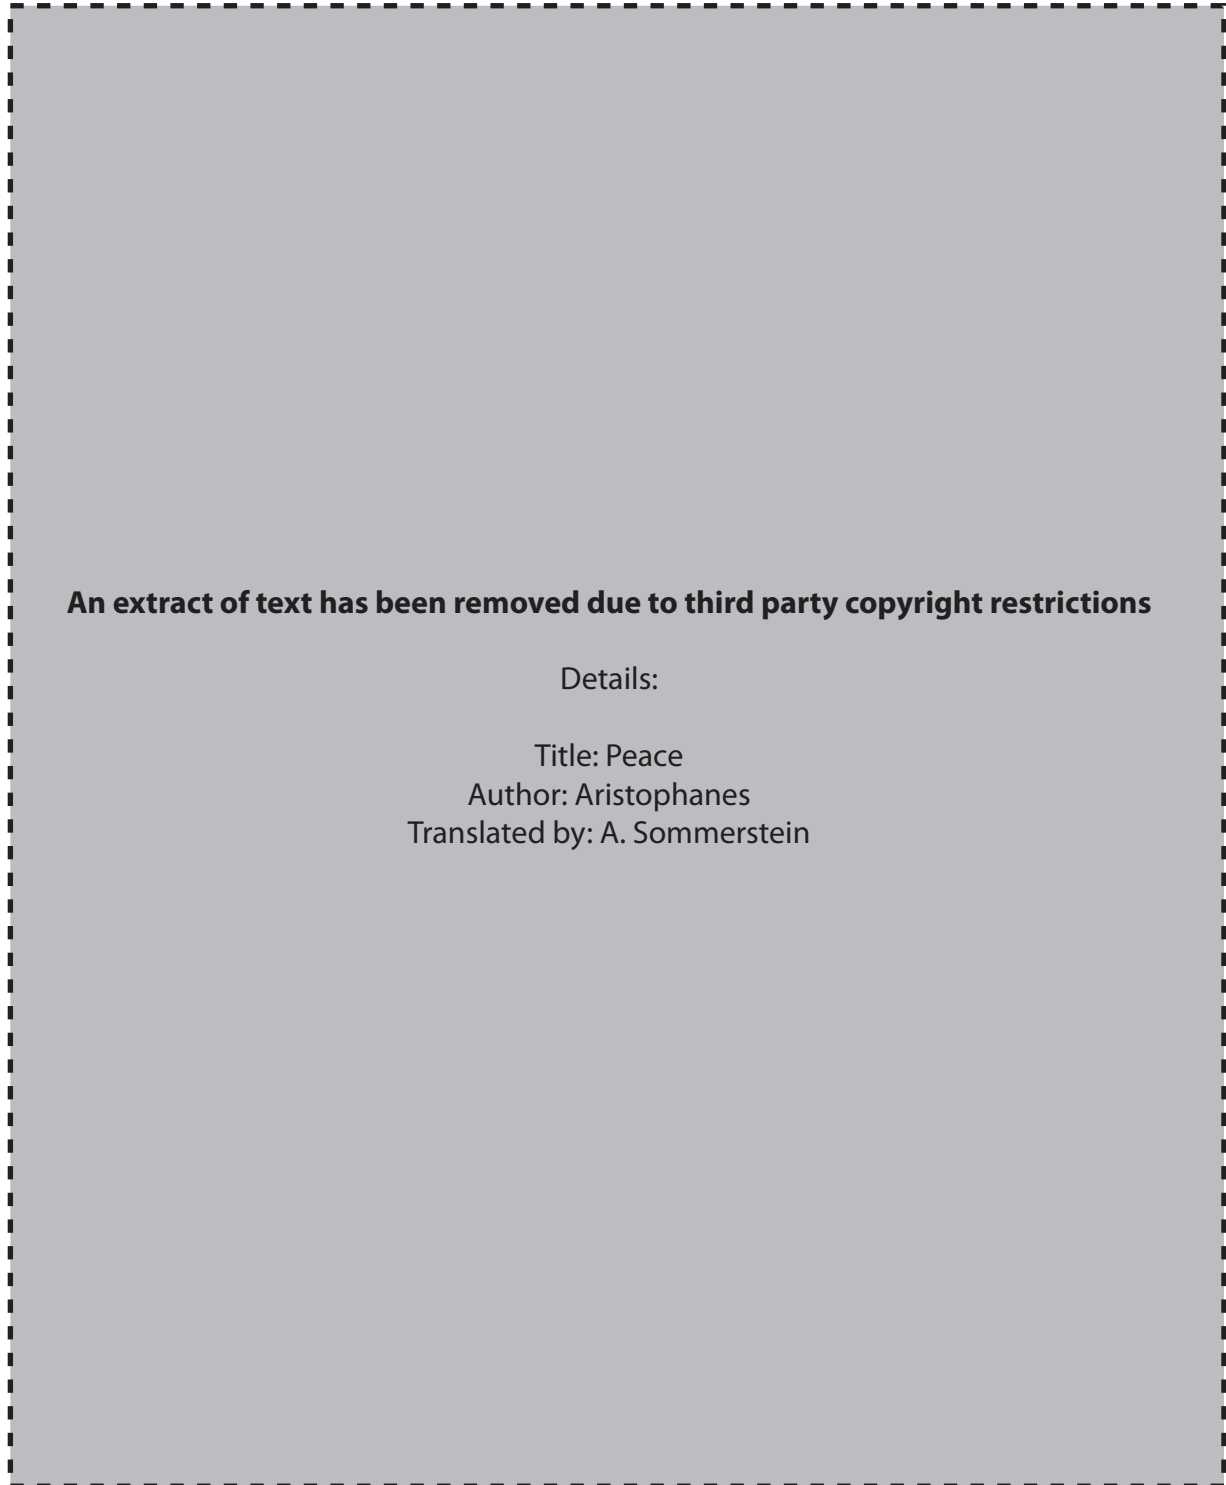 An extract of text has been removed due to third party copyright restrictions
Details:
Title: Peace
Author: Aristophanes
Translated by: A. Sommerstein